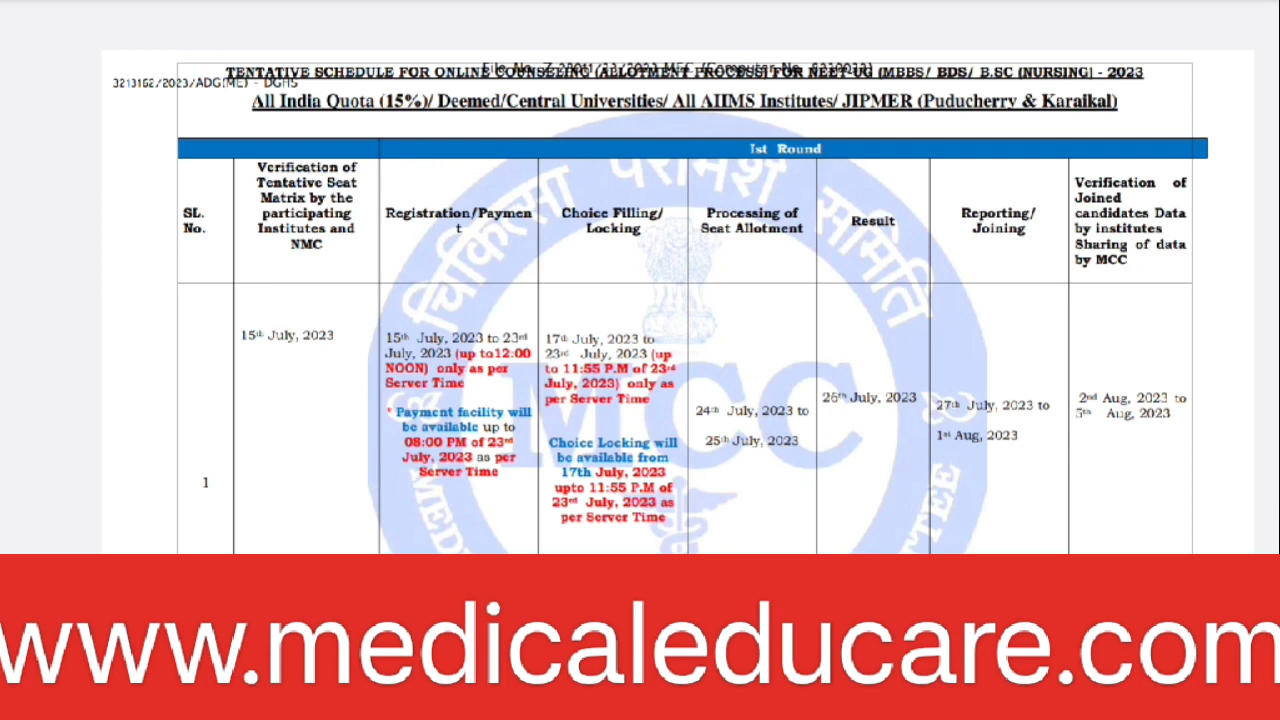 TENTATIVE SCHEDULE FOR ONLINE COUNSELING (ALLOTMENT PROCESS) FOR NEET-UG (MBBS/ BDS/ B.SC (NURSING) - 2023
3213162/2023/ADG(ME) - DGHS
All India Quota (15%)/ Deemed/Central Universities/ All AIIMS Institutes/ JIPMER (Puducherry & Karaikal)
Ist Round
SL.
No.
Verification of
Tentative Seat
Matrix by the
participating
Institutes and
NMC
Registration/Paymen
t
Choice Filling/
Locking
Processing of
Seat Allotment
Result
Reporting/
Joining
Verification of
Joined
candidates Data
by institutes
Sharing of data
by MCC
1
15th July, 2023
15th July, 2023 to 23rd
July, 2023 (up to12:00
NOON) only as per
Server Time
* Payment facility will
be available up to
08:00 PM of 23rd
July, 2023 as per
Server Time
17th July, 2023 to
23rd July, 2023 (up
to 11:55 P.M of 23rd
July, 2023) only as
per Server Time
Choice Locking will
be available from
17th July, 2023
upto 11:55 P.M of
23rd July, 2023 as
per Server Time
24th July, 2023 to
25th July, 2023
26th July, 2023
27th July, 2023 to
1st Aug, 2023
2nd Aug, 2023 to
5th Aug, 2023
चिकित्सा परामर्श समिति
MCC
www.medicaleducare.com